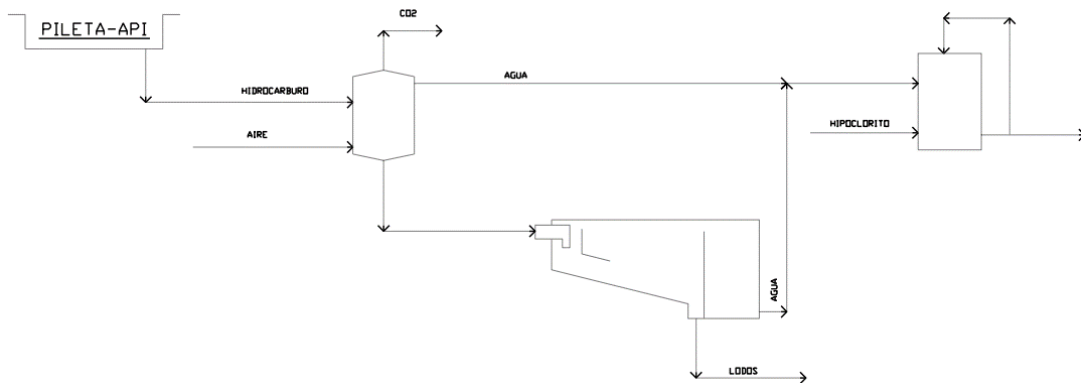 CO2
PILETA-API
AGUA
HIDROCARBURO
HIPOCLORITO
AIRE
AGUA
LODOS